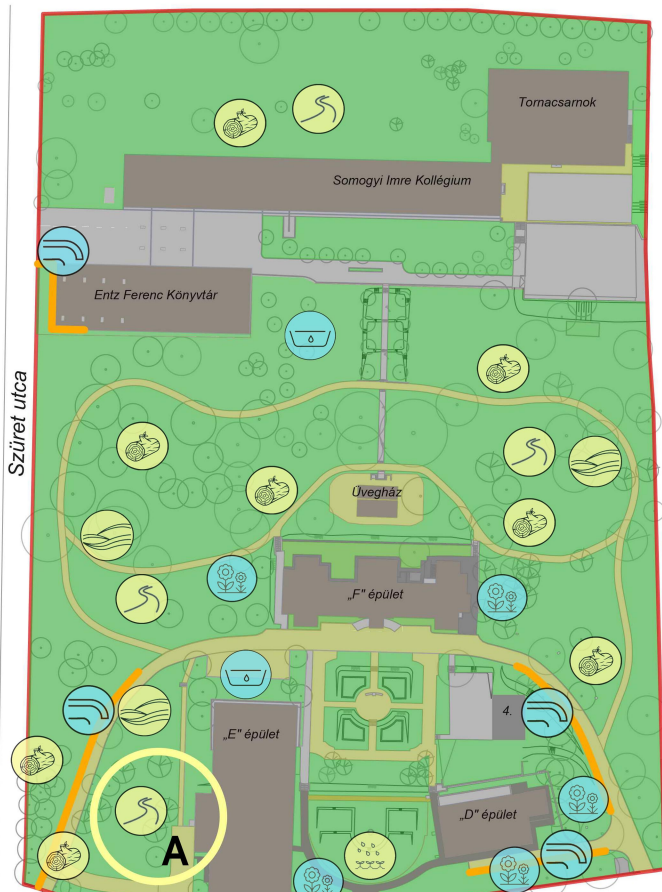 Tornacsarnok
Somogyi Imre Kollégium
Entz Ferenc Könyvtár
Szüret utca
Üvegház
„F” épület
4.
„E” épület
„D” épület
A